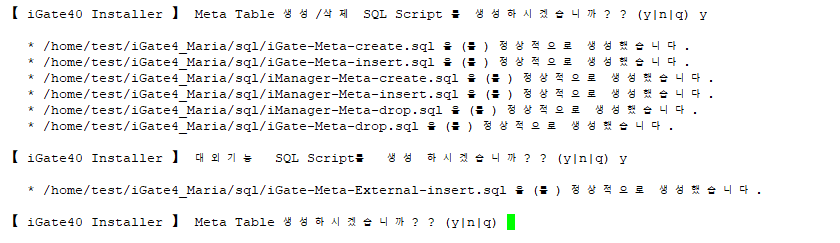 【 iGate40 Installer 】 Meta Table 생성/삭제 SQL Script 를 생성하시겠습니까?? (y|n|q) y
* /home/test/iGate4_Maria/sql/iGate-Meta-create.sql 을(를) 정상적으로 생성했습니다.
* /home/test/iGate4_Maria/sql/iGate-Meta-insert.sql 을(를) 정상적으로 생성했습니다.
* /home/test/iGate4_Maria/sql/iManager-Meta-create.sql 을(를) 정상적으로 생성했습니다.
* /home/test/iGate4_Maria/sql/iManager-Meta-insert.sql 을(를) 정상적으로 생성했습니다.
* /home/test/iGate4_Maria/sql/iManager-Meta-drop.sql 을(를) 정상적으로 생성했습니다.
* /home/test/iGate4_Maria/sql/iGate-Meta-drop.sql 을(를) 정상적으로 생성했습니다.
【 iGate40 Installer 】 대외기능 SQL Script를 생성 하시겠습니까?? (y|n|q) y
* /home/test/iGate4_Maria/sql/iGate-Meta-External-insert.sql 을(를) 정상적으로 생성했습니다.
【 iGate40 Installer 】 Meta Table 생성하시겠습니까?? (y|n|q)